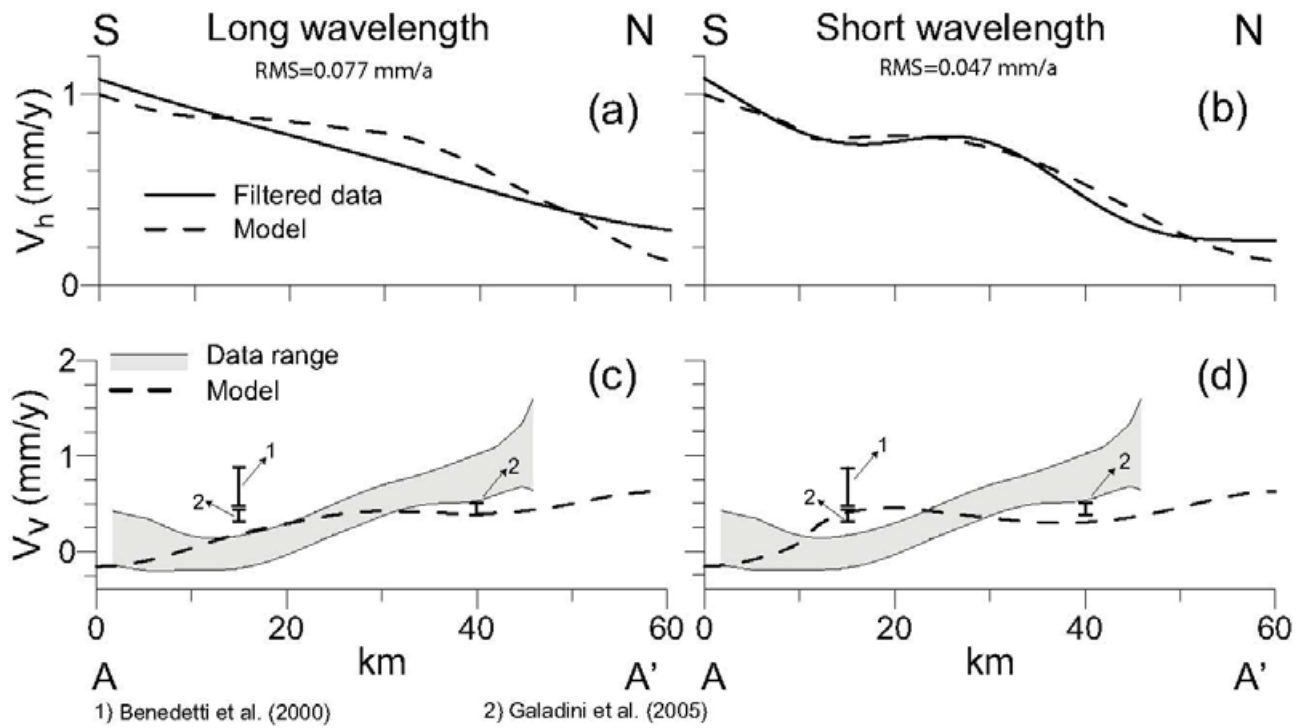 S Long wavelength N
RMS=0.077 mm/a
(a)
Vh (mm/y)
1
0
Filtered data
Model
S Short wavelength N
RMS=0.047 mm/a
(b)
Data range
Model
(c)
Vv (mm/y)
2
1
0
1
2
2
0 20 40 60
km
A A'
(d)
1
2
2
0 20 40 60
km
A A'
1) Benedetti et al. (2000) 2) Galadini et al. (2005)